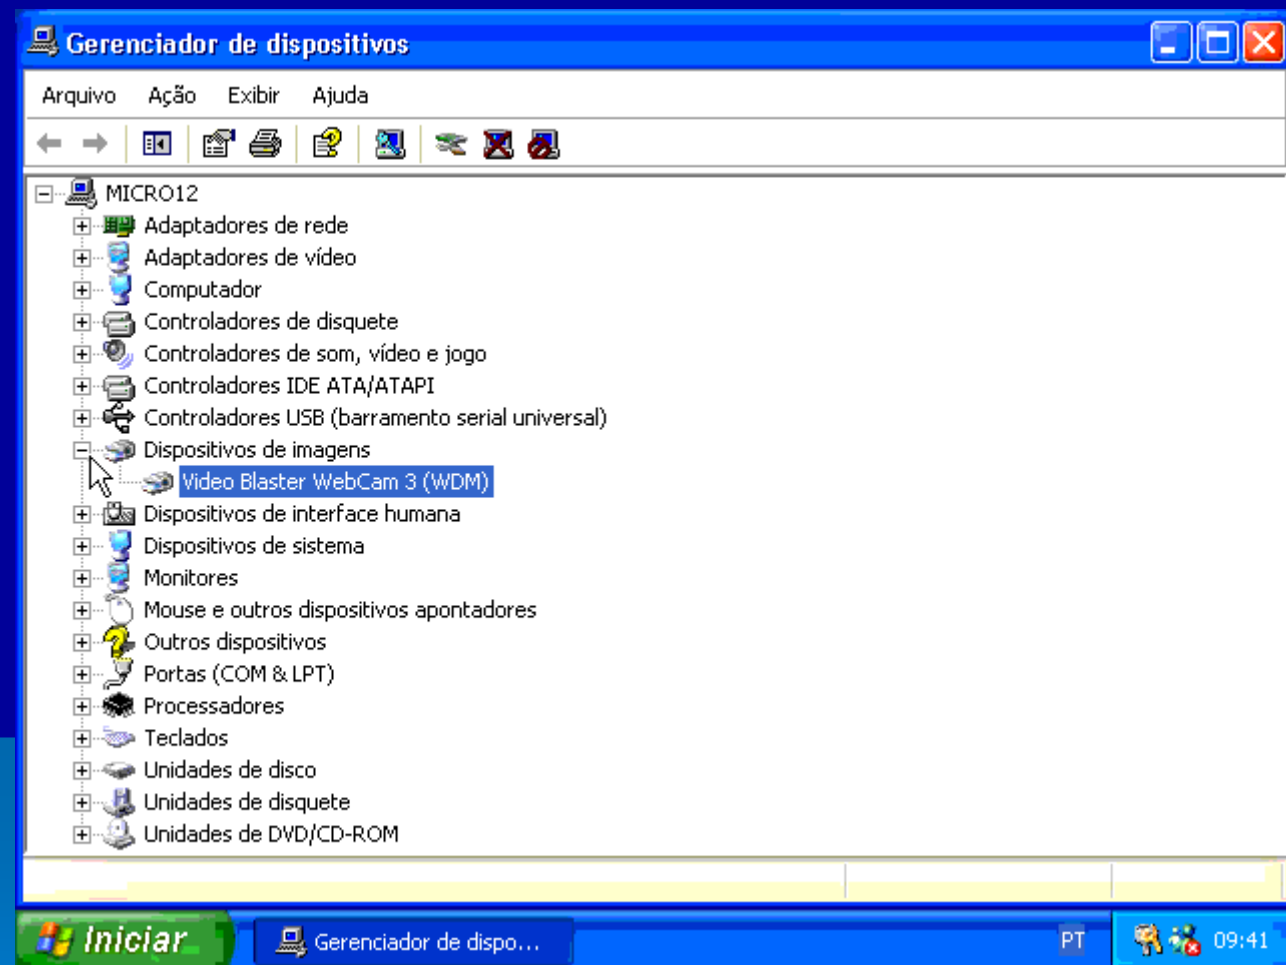 Gerenciador de dispositivos
Arquivo Ação Exibir Ajuda
MICRO12
Adaptadores de rede
Adaptadores de vídeo
Computador
Controladores de disquete
Controladores de som, vídeo e jogo
Controladores IDE ATA/ATAPI
Controladores USB (barramento serial universal)
Dispositivos de imagens
Video Blaster WebCam 3 (WDM)
Dispositivos de interface humana
Dispositivos de sistema
Monitores
Mouse e outros dispositivos apontadores
Outros dispositivos
Portas (COM & LPT)
Processadores
Teclados
Unidades de disco
Unidades de disquete
Unidades de DVD/CD-ROM
Iniciar Gerenciador de dispo... PT 09:41